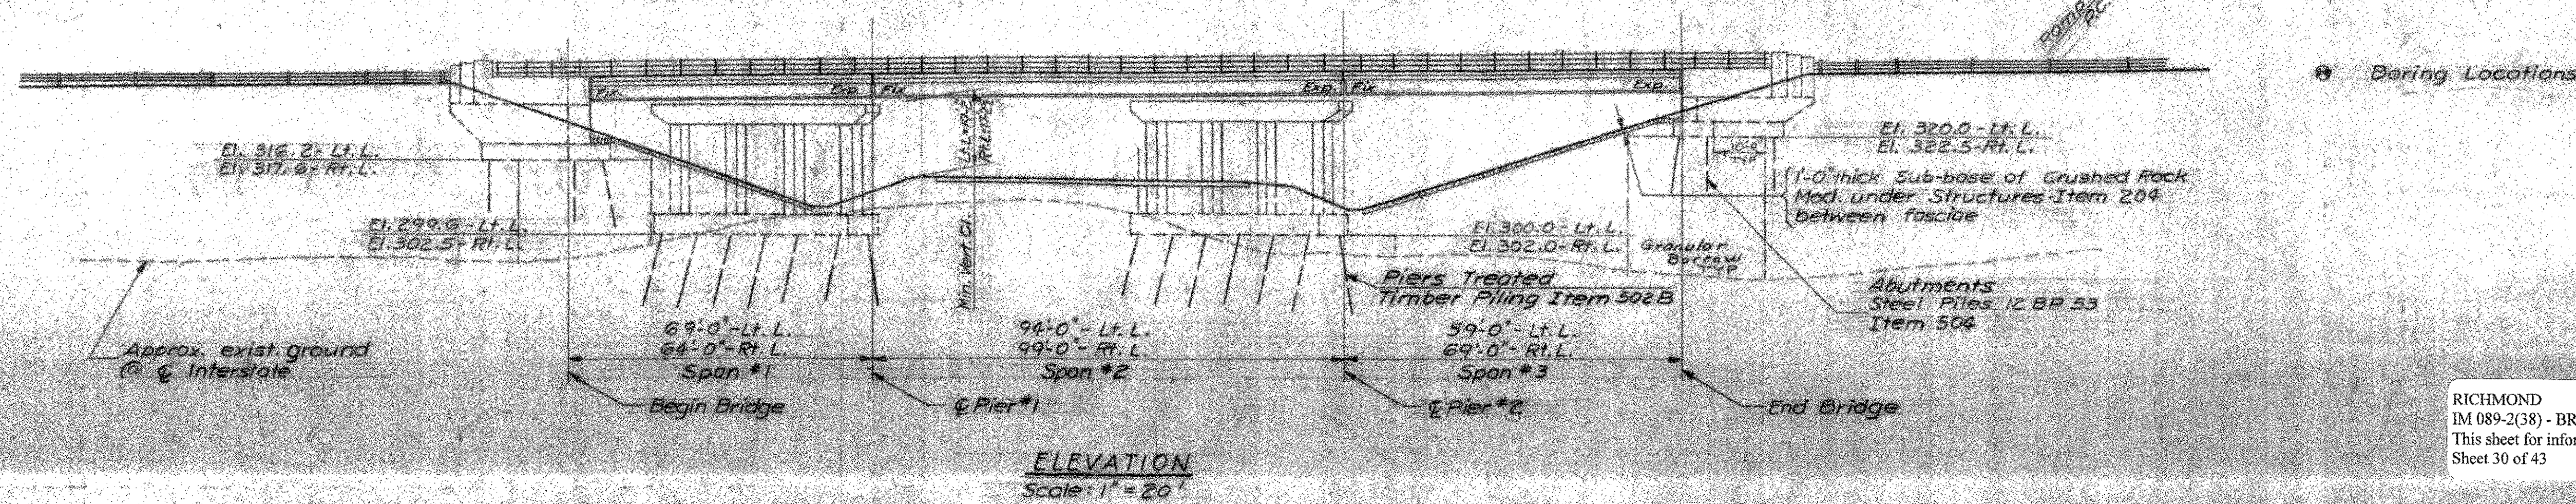 Ramp
P.C.
Boring Locations
Fix.
Exp.
Fix
Exp.
Fix
Exp.
El. 316.2-Lt. L.
El. 317.6-Rt. L.
El. 320.0-Lt. L.
El. 322.5-Rt. L.
10'-0"
TYP
1'-0" thick Sub-base of Crushed Rock
Mod. under Structures-Item 204
between fasciae
El. 299.6-Lt. L.
El. 302.5-Rt. L.
Min. Vert Cl.
El. 300.0-Lt. L.
El. 302.0-Rt. L.
Granular
Borrow
TYP
Piers Treated
Timber Piling Item 502B
Abutments
Steel Piles 12 BP 53
Item 504
Approx. exist. ground
@ ℄ Interstate
69'-0"-Lt. L.
64'-0"-Rt. L.
Span #1
94'-0"-Lt. L.
99'-0"-Rt. L.
Span #2
59'-0"-Lt. L.
69'-0"-Rt. L.
Span #3
Begin Bridge
℄ Pier #1
℄ Pier #2
End Bridge
ELEVATION
Scale: 1" = 20'
RICHMOND
IM 089-2(38) - BR
This sheet for infor
Sheet 30 of 43